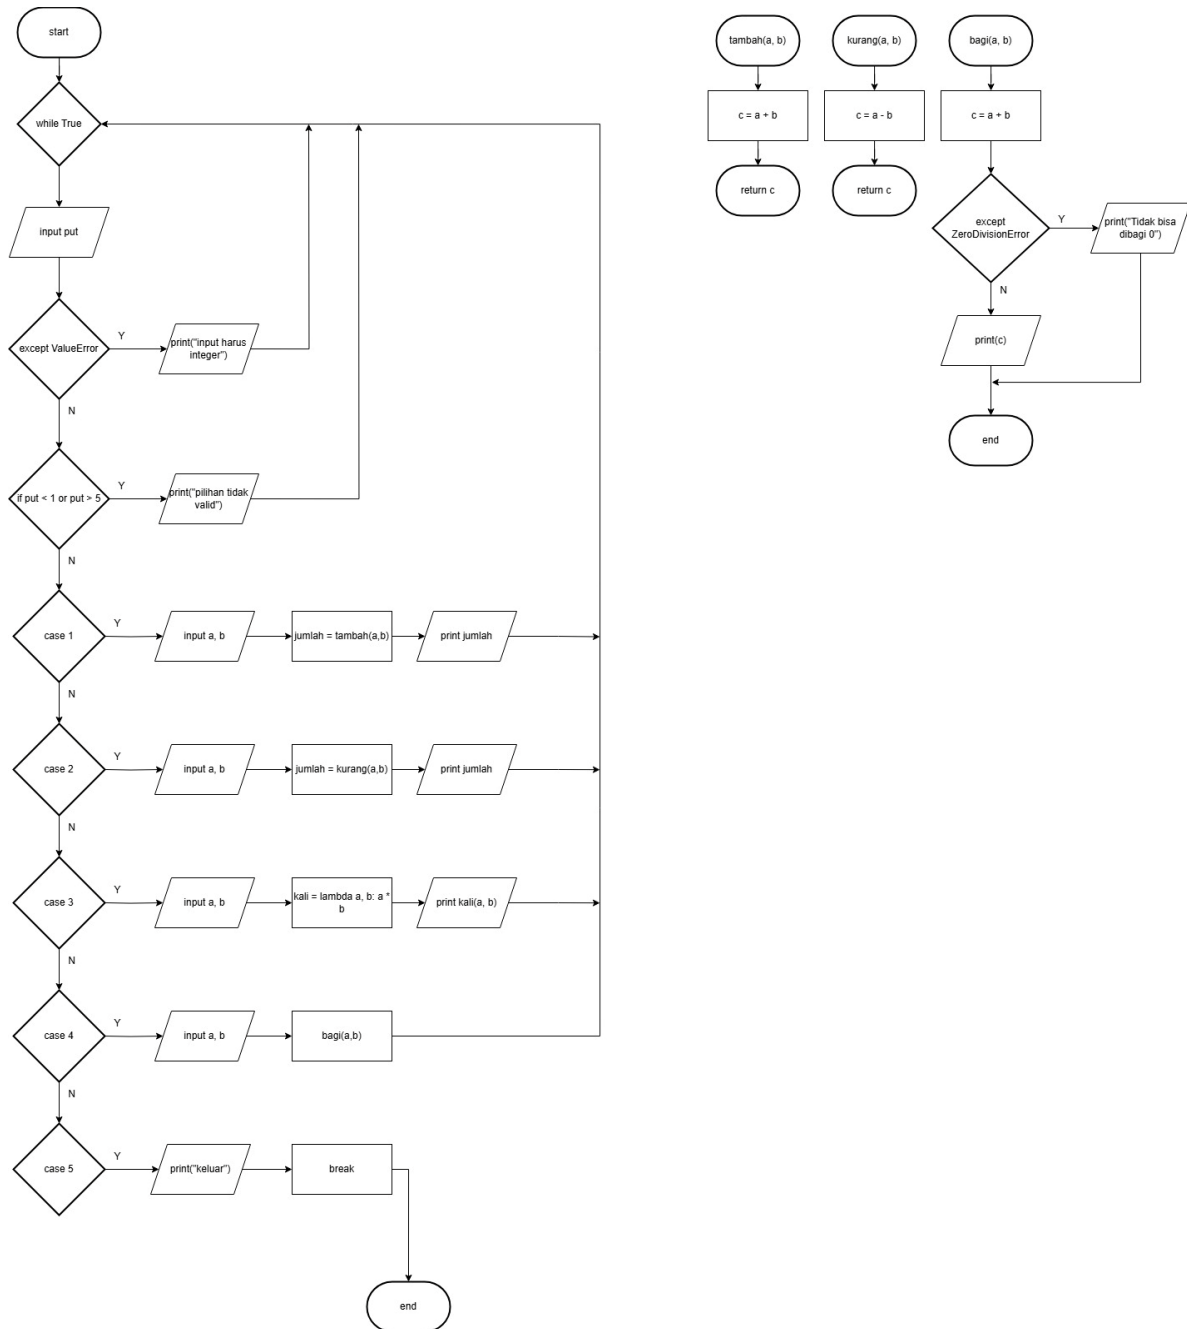 start
while True
input put
except ValueError
Y
print("input harus
integer")
N
if put < 1 or put > 5
Y
print("pilihan tidak
valid")
N
case 1
Y
input a, b
jumlah = tambah(a,b)
print jumlah
N
case 2
Y
input a, b
jumlah = kurang(a,b)
print jumlah
N
case 3
Y
input a, b
kali = lambda a, b: a *
b
print kali(a, b)
N
case 4
Y
input a, b
bagi(a,b)
N
case 5
Y
print("keluar")
break
end
tambah(a, b)
c = a + b
return c
kurang(a, b)
c = a - b
return c
bagi(a, b)
c = a + b
except
ZeroDivisionError
Y
print("Tidak bisa
dibagi 0")
N
print(c)
end